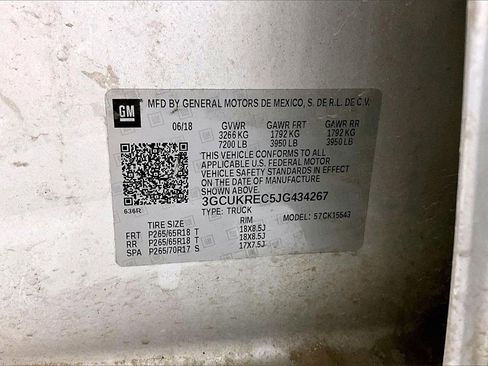 GM
MFD BY GENERAL MOTORS DE MEXICO, S. DE R.L. DE C.V.
06/18 GVWR GAWR FRT GAWR RR
3266 KG 1792 KG 1792 KG
7200 LB 3950 LB 3950 LB
THIS VEHICLE CONFORMS TO ALL
APPLICABLE U.S. FEDERAL MOTOR
VEHICLE SAFETY STANDARDS IN EFFECT
ON THE DATE OF MANUFACTURE
SHOWN ABOVE.
3GCUKREC5JG434267
636R TYPE: TRUCK MODEL: 57CK15543
TIRE SIZE RIM
FRT P265/65R18 T 18X8.5J
RR P265/65R18 T 18X8.5J
SPA P265/70R17 S 17X7.5J